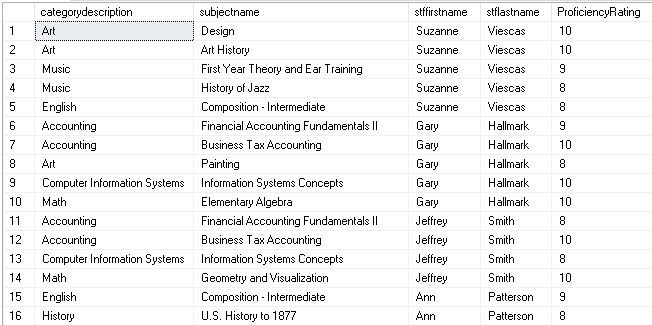 categorydescription subjectname stffirstname stflastname ProficiencyRating
1 Art Design Suzanne Viescas 10
2 Art Art History Suzanne Viescas 10
3 Music First Year Theory and Ear Training Suzanne Viescas 9
4 Music History of Jazz Suzanne Viescas 8
5 English Composition - Intermediate Suzanne Viescas 8
6 Accounting Financial Accounting Fundamentals II Gary Hallmark 9
7 Accounting Business Tax Accounting Gary Hallmark 10
8 Art Painting Gary Hallmark 8
9 Computer Information Systems Information Systems Concepts Gary Hallmark 10
10 Math Elementary Algebra Gary Hallmark 10
11 Accounting Financial Accounting Fundamentals II Jeffrey Smith 8
12 Accounting Business Tax Accounting Jeffrey Smith 10
13 Computer Information Systems Information Systems Concepts Jeffrey Smith 8
14 Math Geometry and Visualization Jeffrey Smith 10
15 English Composition - Intermediate Ann Patterson 9
16 History U.S. History to 1877 Ann Patterson 8